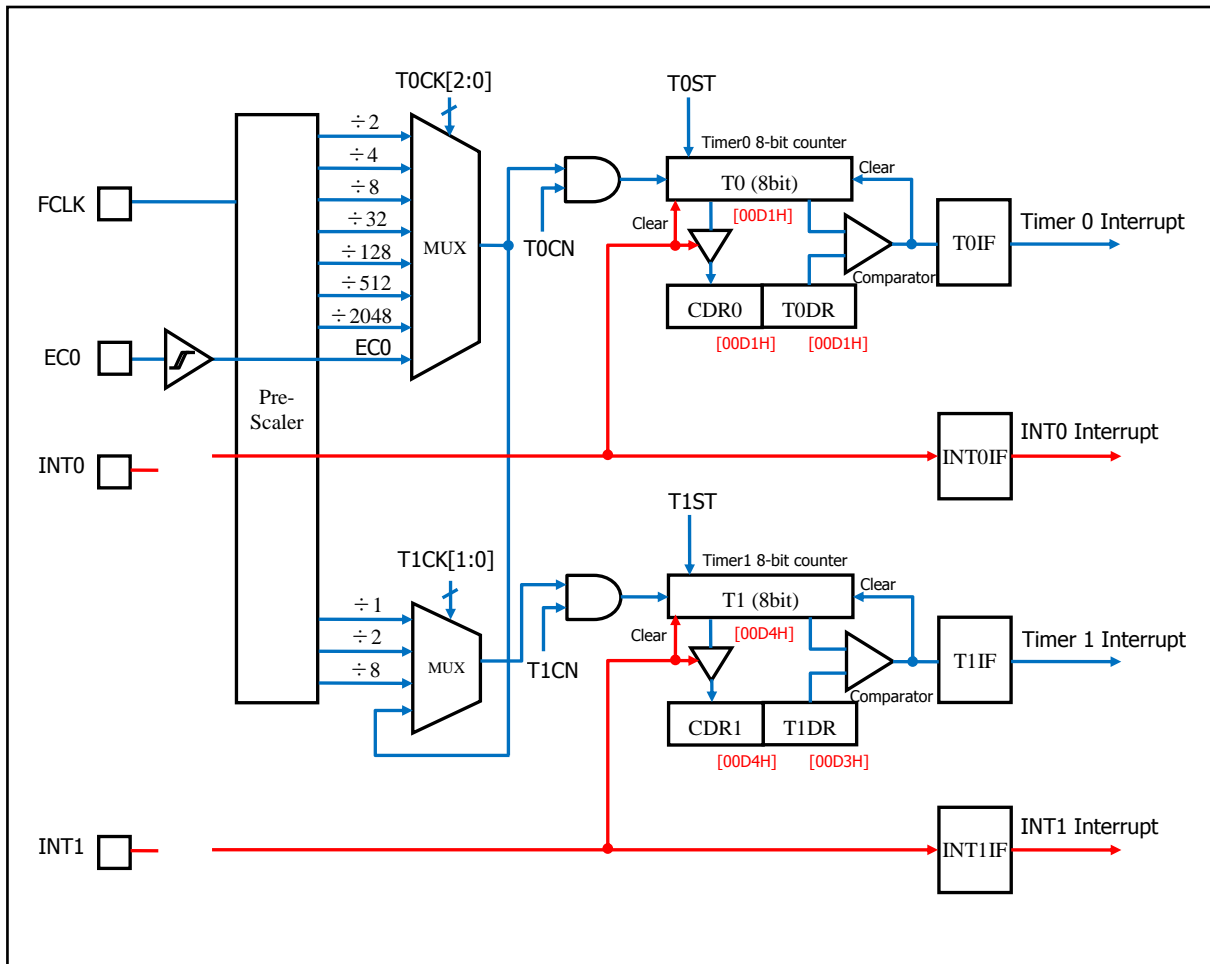 T0CK[2:0]
T0ST
÷2
÷4
÷8
÷32
÷128
÷512
÷2048
EC0
MUX
FCLK
EC0
Pre-
Scaler
T0CN
Timer0 8-bit counter
Clear
T0 (8bit)
[00D1H]
Clear
Comparator
CDR0
T0DR
[00D1H]
[00D1H]
T0IF
Timer 0 Interrupt
INT0
INT0IF
INT0 Interrupt
T1CK[1:0]
T1ST
÷1
÷2
÷8
MUX
T1CN
Timer1 8-bit counter
Clear
T1 (8bit)
[00D4H]
Clear
Comparator
CDR1
T1DR
[00D4H]
[00D3H]
T1IF
Timer 1 Interrupt
INT1
INT1IF
INT1 Interrupt